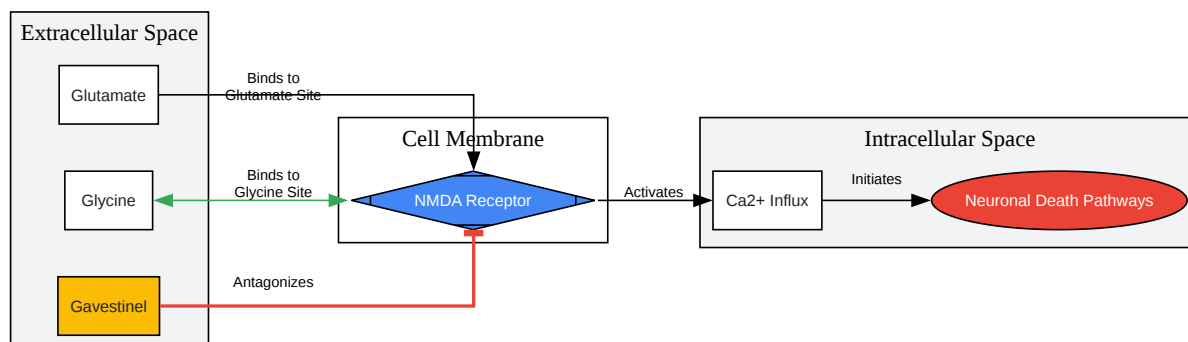 Extracellular Space
Glutamate
Binds to
Glutamate Site
Cell Membrane
Intracellular Space
Glycine
Binds to
Glycine Site
NMDA Receptor
Activates
Ca2+ Influx
Initiates
Neuronal Death Pathways
Gavestinel
Antagonizes